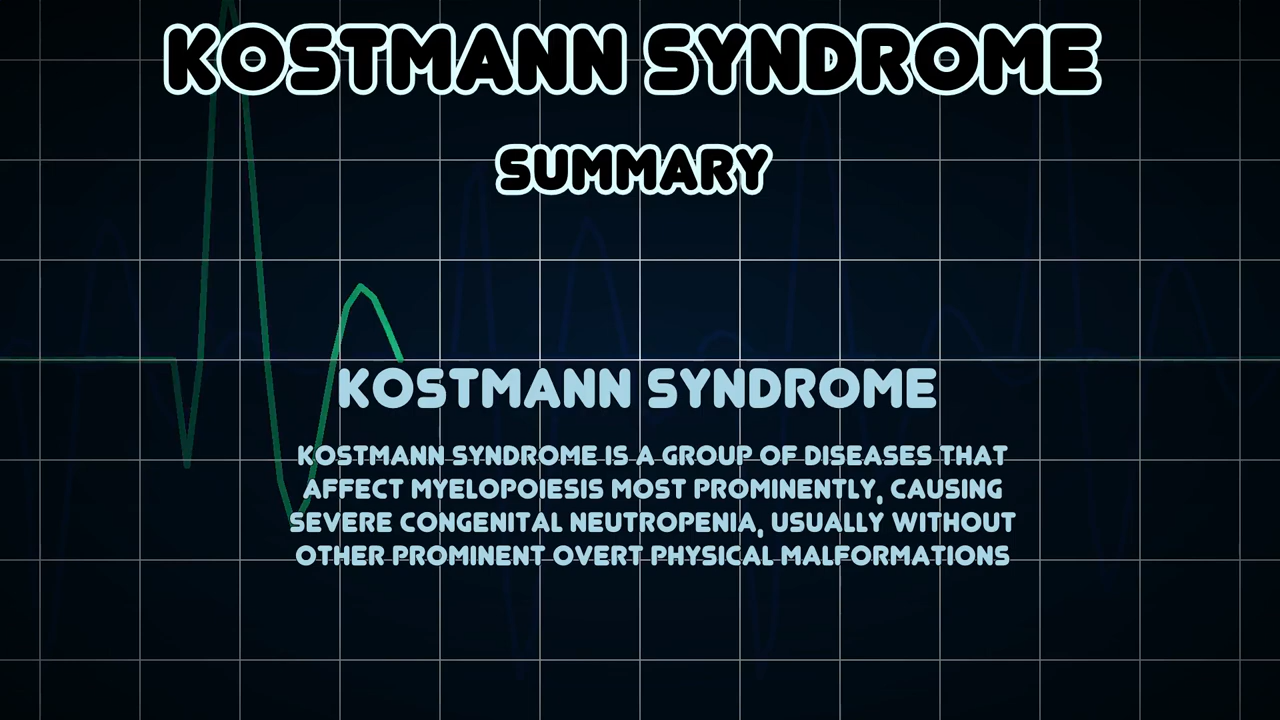 KOSTMANN SYNDROME
SUMMARY
KOSTMANN SYNDROME
KOSTMANN SYNDROME IS A GROUP OF DISEASES THAT
AFFECT MYELOPOIESIS MOST PROMINENTLY, CAUSING
SEVERE CONGENITAL NEUTROPENIA, USUALLY WITHOUT
OTHER PROMINENT OVERT PHYSICAL MALFORMATIONS